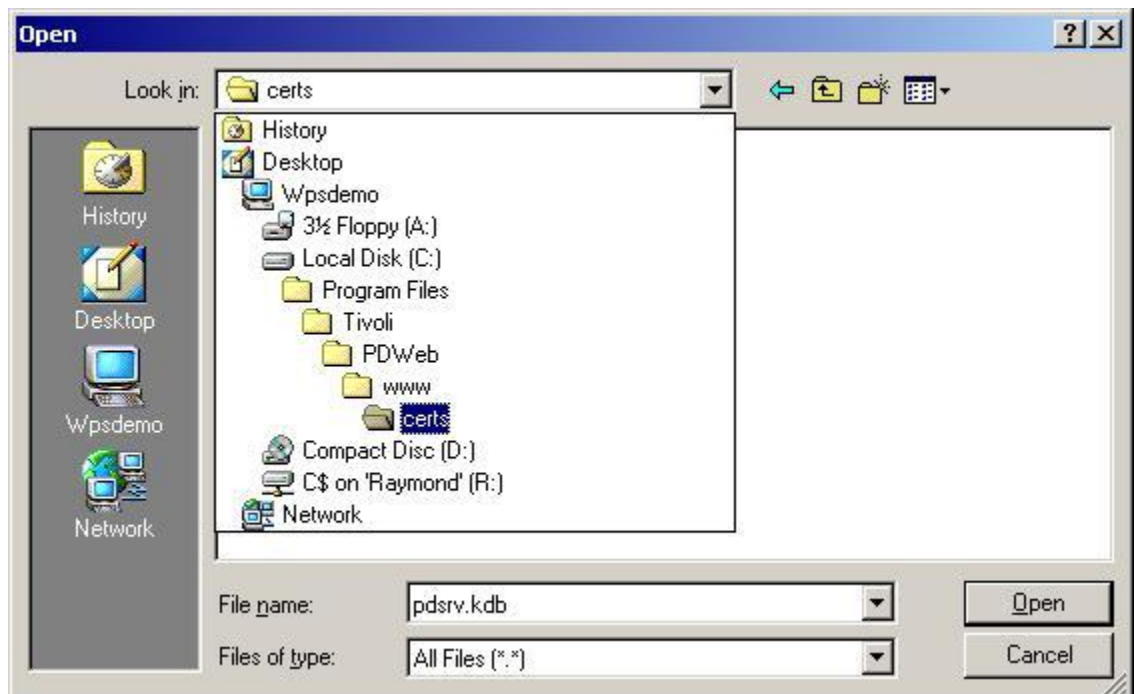 Open
Look in: certs
History
Desktop
Wpsdemo
3½ Floppy (A:)
Local Disk (C:)
Program Files
Tivoli
PDWeb
www
certs
Compact Disc (D:)
C$ on 'Raymond' (R:)
Network
History
Desktop
Wpsdemo
Network
File name: pdsrv.kdb Open
Files of type: All Files (*.*) Cancel